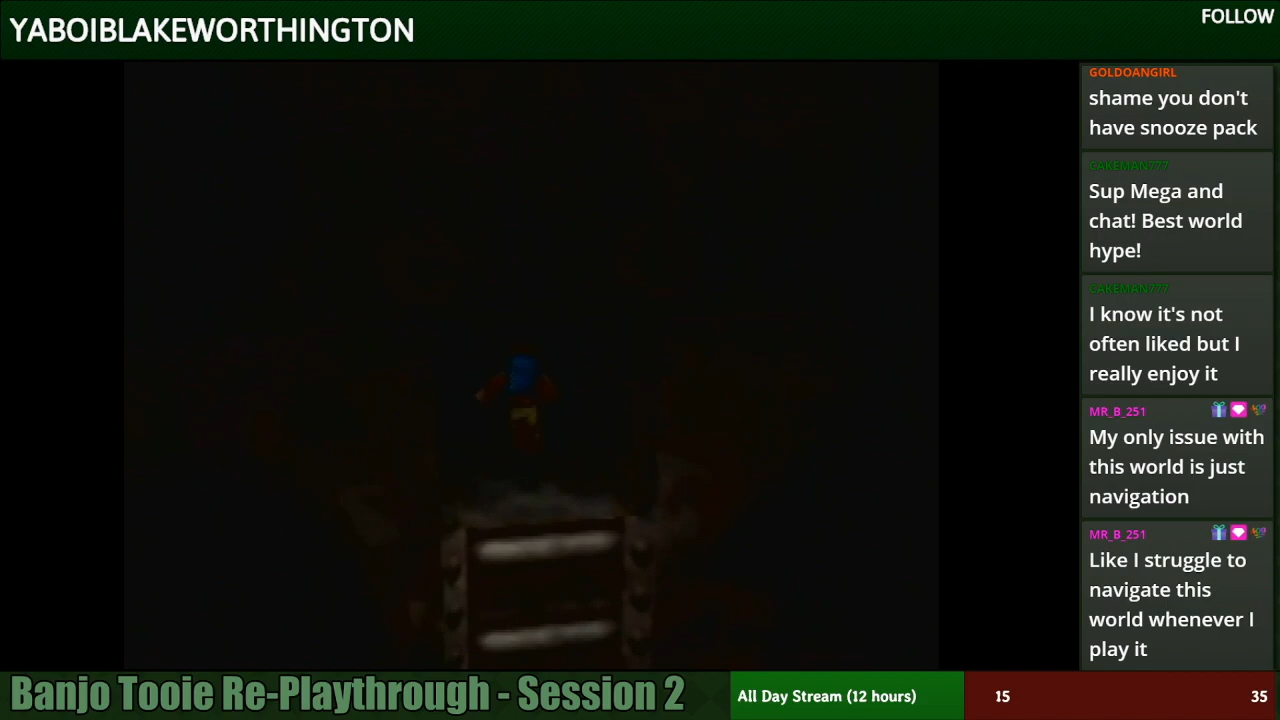 YABOIBLAKEWORTHINGTON
FOLLOW
GOLDOANGIRL
shame you don't
have snooze pack
CAKEMAN777
Sup Mega and
chat! Best world
hype!
CAKEMAN777
I know it's not
often liked but I
really enjoy it
MR_B_251
My only issue with
this world is just
navigation
MR_B_251
Like I struggle to
navigate this
world whenever I
play it
Banjo Tooie Re-Playthrough - Session 2
All Day Stream (12 hours)
15
35